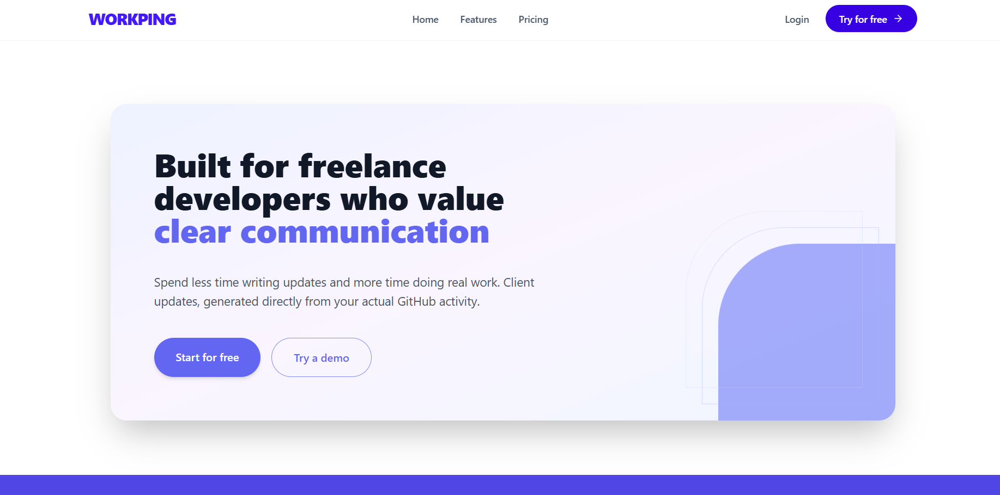 WORKPING
Home
Features
Pricing
Login
Try for free
Built for freelance
developers who value
clear communication
Spend less time writing updates and more time doing real work. Client
updates, generated directly from your actual GitHub activity.
Start for free
Try a demo